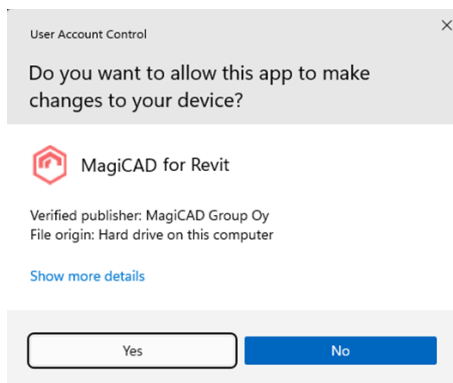 User Account Control
Do you want to allow this app to make
changes to your device?
MagiCAD for Revit
Verified publisher: MagiCAD Group Oy
File origin: Hard drive on this computer
Show more details
Yes
No